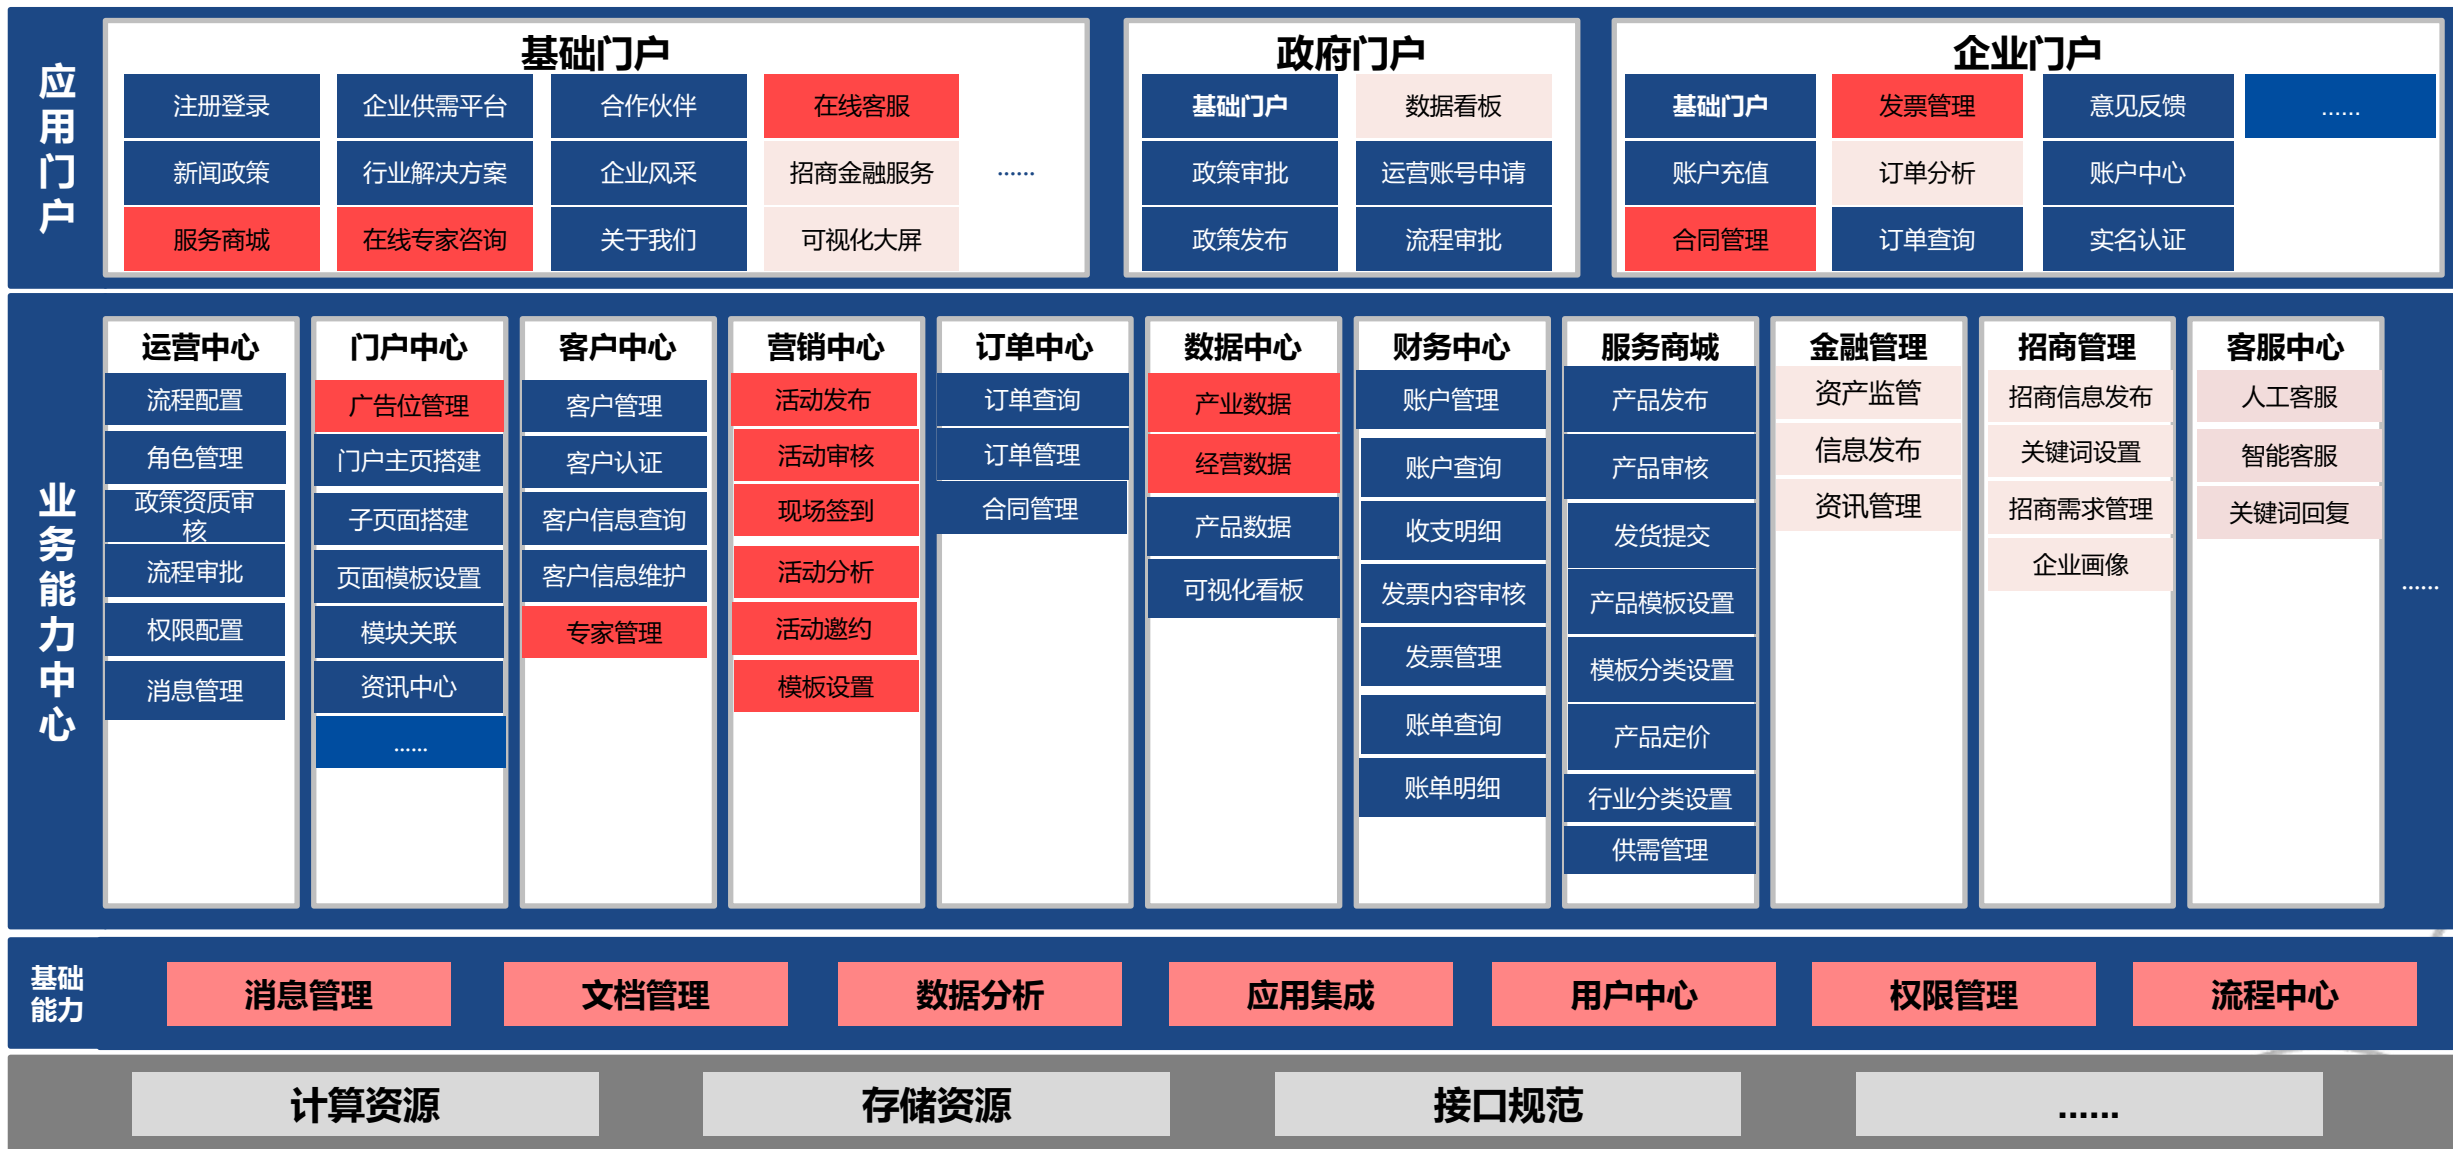 应用门户
基础门户
注册登录
企业供需平台
合作伙伴
在线客服
新闻政策
行业解决方案
企业风采
招商金融服务
......
服务商城
在线专家咨询
关于我们
可视化大屏
政府门户
基础门户
数据看板
政策审批
运营账号申请
政策发布
流程审批
企业门户
基础门户
发票管理
意见反馈
......
账户充值
订单分析
账户中心
合同管理
订单查询
实名认证
业务能力中心
运营中心
流程配置
角色管理
政策资质审
核
流程审批
权限配置
消息管理
门户中心
广告位管理
门户主页搭建
子页面搭建
页面模板设置
模块关联
资讯中心
......
客户中心
客户管理
客户认证
客户信息查询
客户信息维护
专家管理
营销中心
活动发布
活动审核
现场签到
活动分析
活动邀约
模板设置
订单中心
订单查询
订单管理
合同管理
数据中心
产业数据
经营数据
产品数据
可视化看板
财务中心
账户管理
账户查询
收支明细
发票内容审核
发票管理
账单查询
账单明细
服务商城
产品发布
产品审核
发货提交
产品模板设置
模板分类设置
产品定价
行业分类设置
供需管理
金融管理
资产监管
信息发布
资讯管理
招商管理
招商信息发布
关键词设置
招商需求管理
企业画像
客服中心
人工客服
智能客服
关键词回复
......
基础
能力
消息管理
文档管理
数据分析
应用集成
用户中心
权限管理
流程中心
计算资源
存储资源
接口规范
......